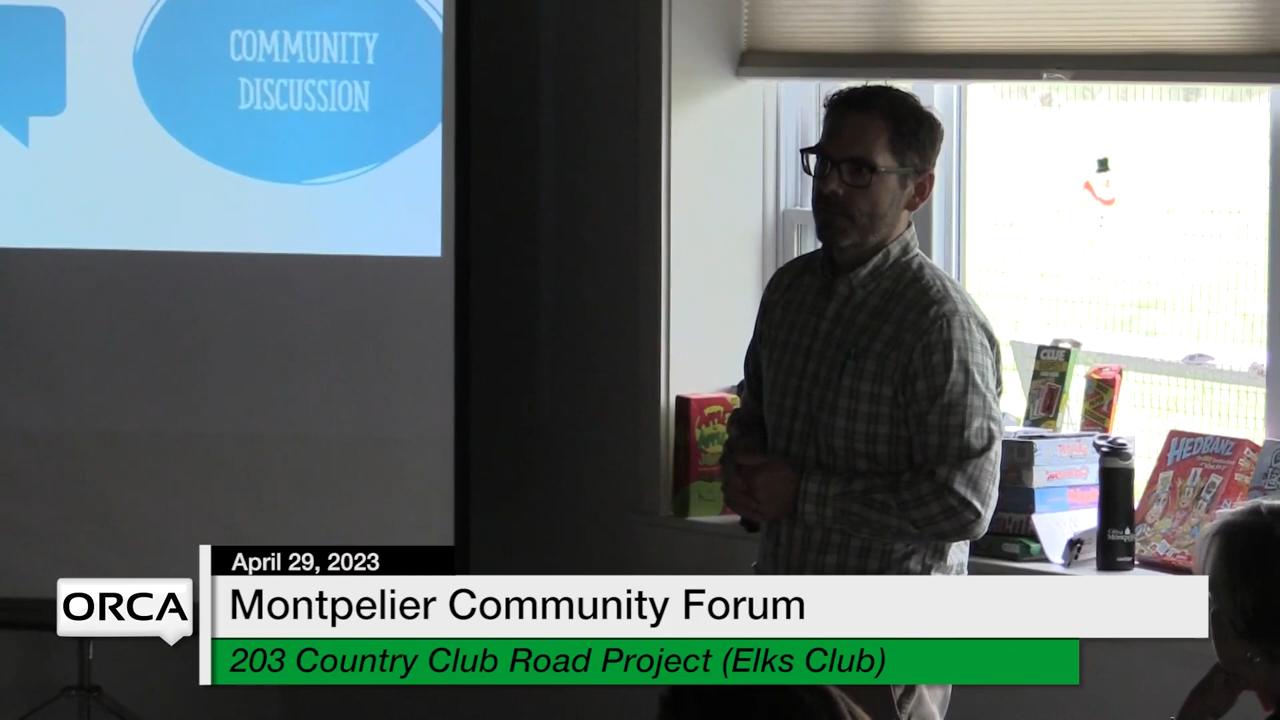 COMMUNITY
DISCUSSION
CLUE
HEDBANZ
April 29, 2023
ORCA
Montpelier Community Forum
203 Country Club Road Project (Elks Club)